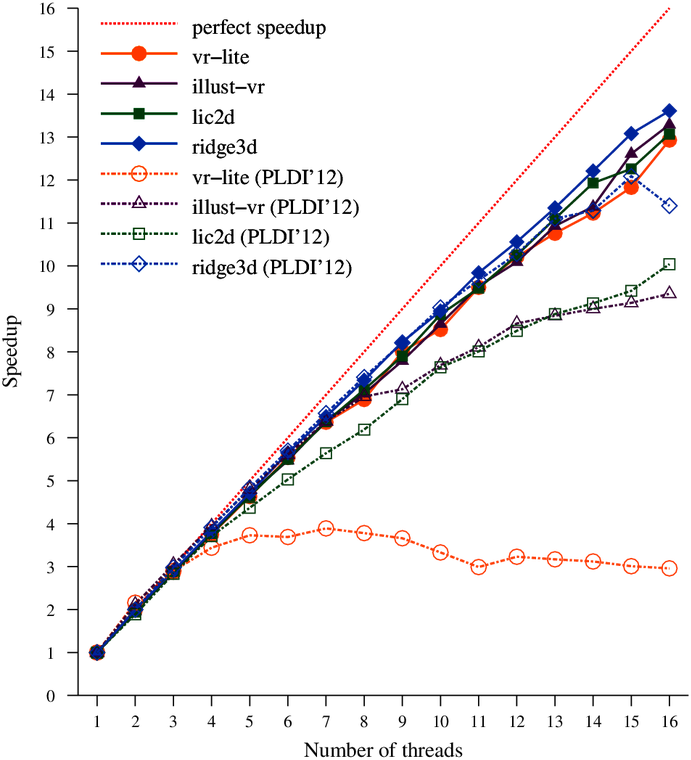 perfect speedup
vr−lite
illust−vr
lic2d
ridge3d
vr−lite (PLDI’12)
illust−vr (PLDI’12)
lic2d (PLDI’12)
ridge3d (PLDI’12)
Speedup
16
15
14
13
12
11
10
9
8
7
6
5
4
3
2
1
0
1 2 3 4 5 6 7 8 9 10 11 12 13 14 15 16
Number of threads